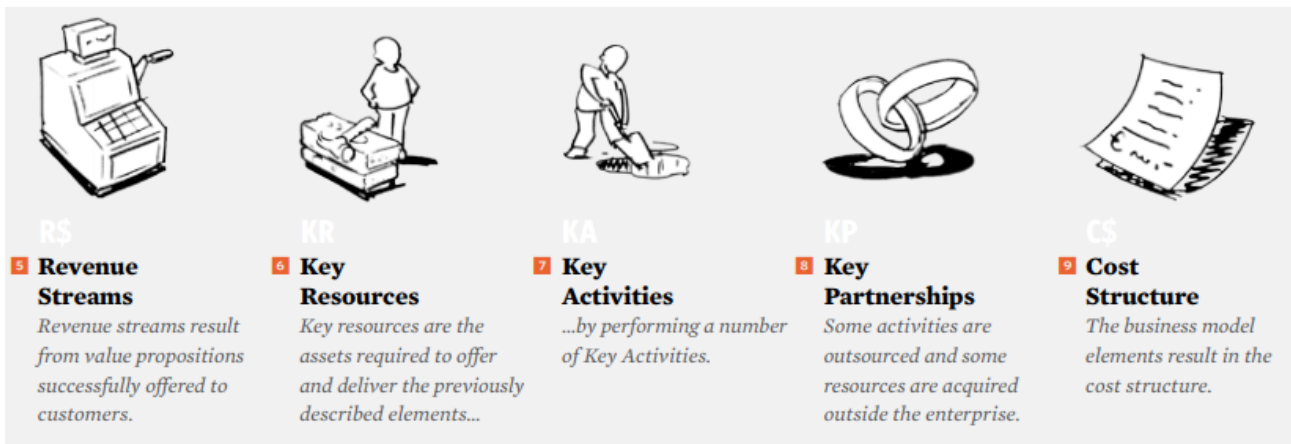 R$
5 Revenue
Streams
Revenue streams result
from value propositions
successfully offered to
customers.
KR
6 Key
Resources
Key resources are the
assets required to offer
and deliver the previously
described elements...
KA
7 Key
Activities
...by performing a number
of Key Activities.
KP
8 Key
Partnerships
Some activities are
outsourced and some
resources are acquired
outside the enterprise.
C$
9 Cost
Structure
The business model
elements result in the
cost structure.